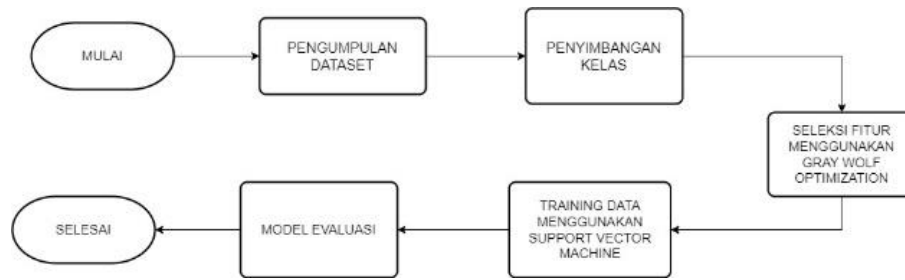 MULAI
PENGUMPULAN
DATASET
PENYIMBANGAN
KELAS
SELEKSI FITUR
MENGGUNAKAN
GRAY WOLF
OPTIMIZATION
TRAINING DATA
MENGGUNAKAN
SUPPORT VECTOR
MACHINE
MODEL EVALUASI
SELESAI